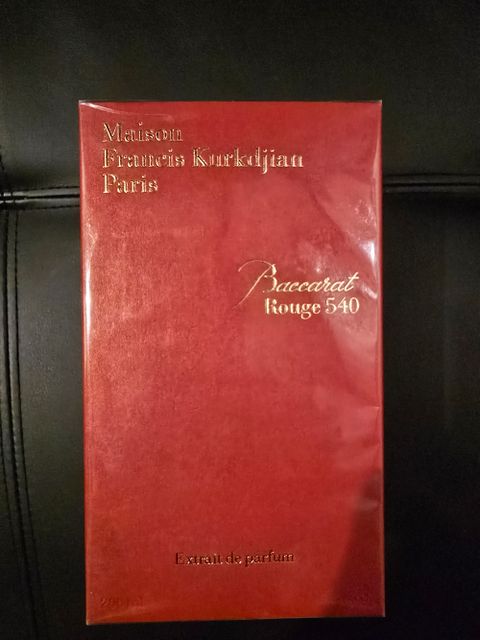 Maison
Francis Kurkdjian
Paris
Baccarat
Rouge 540
Extrait de parfum